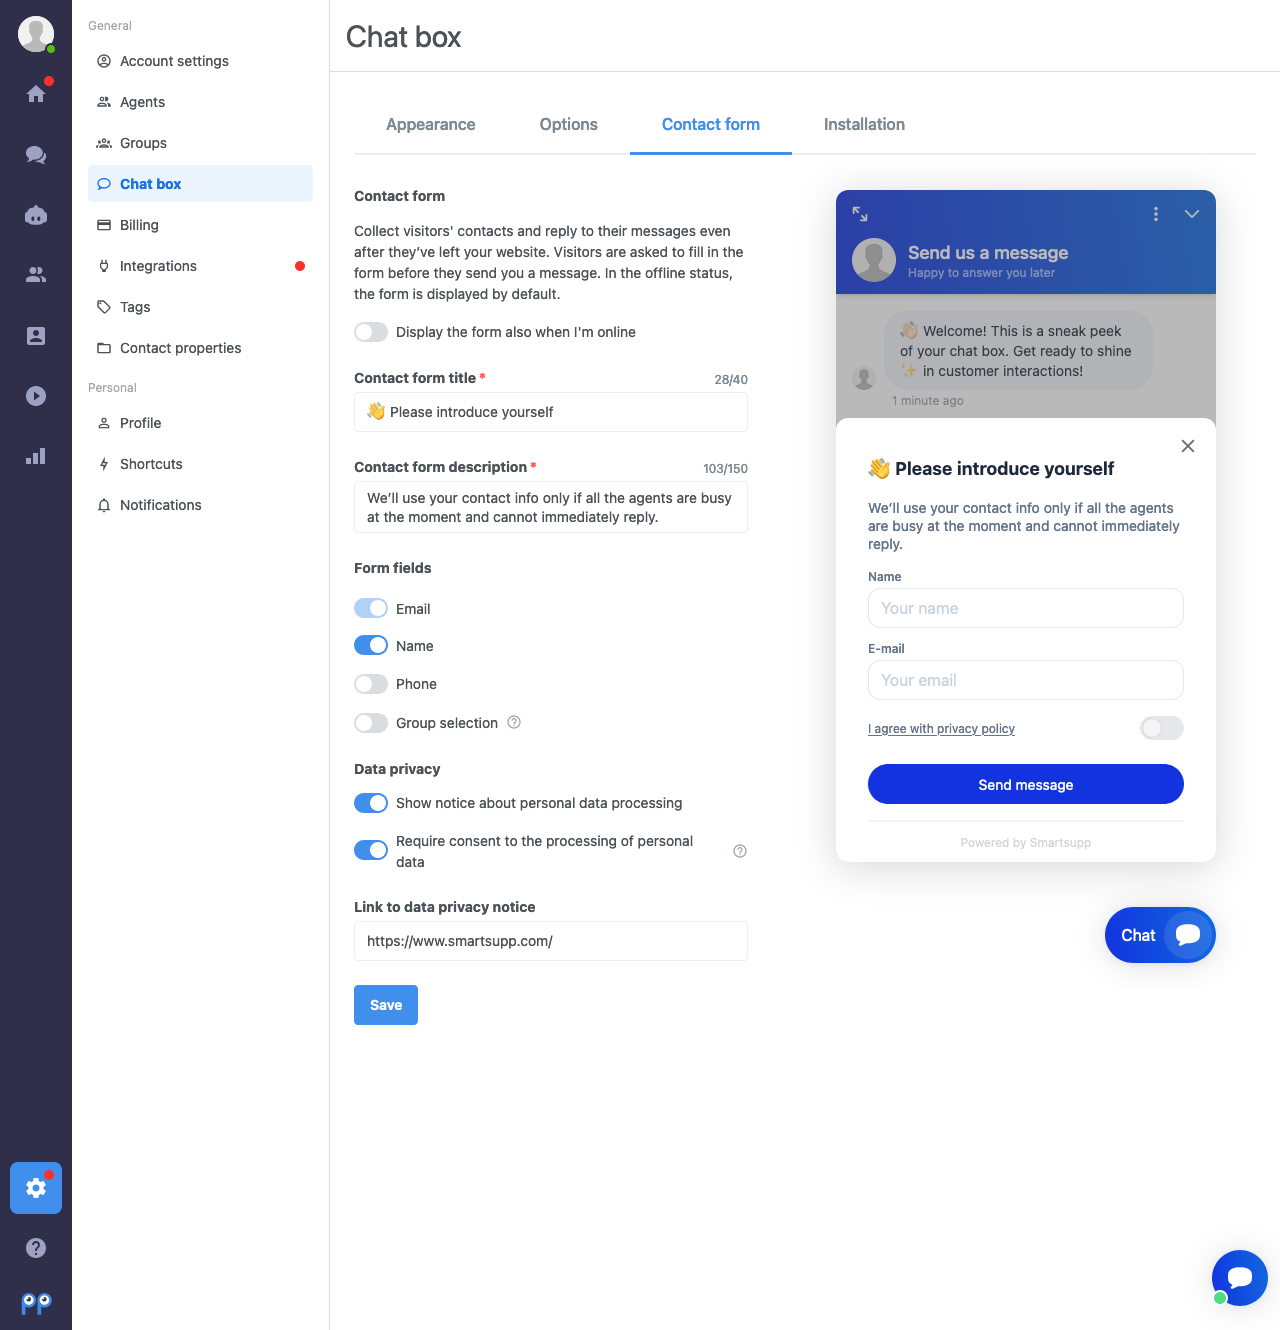 General
Account settings
Agents
Groups
Chat box
Billing
Integrations
Tags
Contact properties
Personal
Profile
Shortcuts
Notifications
Chat box
Appearance
Options
Contact form
Installation
Contact form
Collect visitors' contacts and reply to their messages even
after they’ve left your website. Visitors are asked to fill in the
form before they send you a message. In the offline status,
the form is displayed by default.
Display the form also when I'm online
Contact form title *
28/40
👋 Please introduce yourself
Contact form description *
103/150
We’ll use your contact info only if all the agents are busy
at the moment and cannot immediately reply.
Form fields
Email
Name
Phone
Group selection
Data privacy
Show notice about personal data processing
Require consent to the processing of personal
data
Link to data privacy notice
https://www.smartsupp.com/
Save
Send us a message
Happy to answer you later
👋🏻 Welcome! This is a sneak peek
of your chat box. Get ready to shine
✨ in customer interactions!
1 minute ago
👋 Please introduce yourself
We’ll use your contact info only if all the agents
are busy at the moment and cannot immediately
reply.
Name
Your name
E-mail
Your email
I agree with privacy policy
Send message
Powered by Smartsupp
Chat